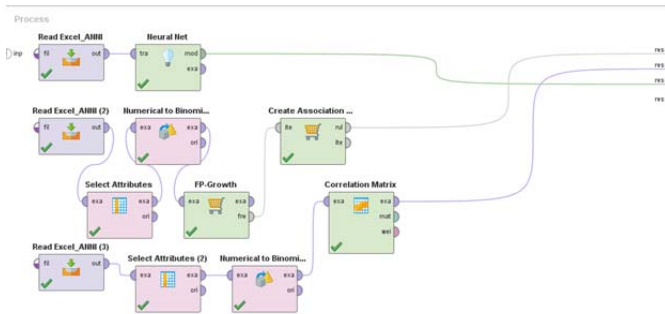 Process
Read Excel_ANNI
Neural Net
inp
fil
out
tra
mod
exa
res
res
res
res
Read Excel_ANNI (2)
Numerical to Binomi...
Create Association ...
fil
out
exa
exa
ori
ite
rul
ite
Select Attributes
FP-Growth
Correlation Matrix
exa
exa
ori
exa
exa
fre
exa
exa
mat
wei
Read Excel_ANNI (3)
Select Attributes (2)
Numerical to Binomi...
fil
out
exa
exa
ori
exa
exa
ori